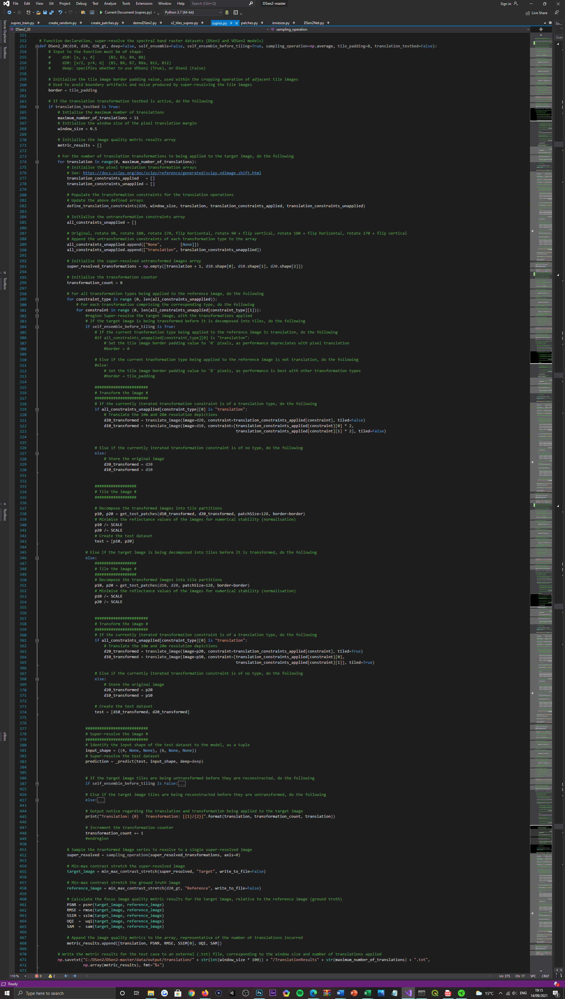 File Edit View Git Project Debug Test Analyze Tools Extensions Window Help Search (Ctrl+Q) DSen2-master Sign in
Current Document (supres.py) Python 3.7 (64-bit) Live Share
supres_train.py create_random.py create_patches.py demoDSen2.py s2_tiles_supres.py supres.py patches.py imresize.py DSen2Net.py
DSen2_20 sampling_operation
Server Explorer
Toolbox
251
252 # Function declaration, super-resolve the spectral band raster datasets (DSen2 and VDSen2 models)
253 def DSen2_20(d10, d20, d20_gt, deep=False, self_ensemble=False, self_ensemble_before_tiling=True, sampling_operation=np.average, tile_padding=8, translation_testbed=False):
254 # Input to the function must be of shape:
255 # d10: [x, y, 4] (B2, B3, B4, B8)
256 # d20: [x/2, y/4, 6] (B5, B6, B7, B8a, B11, B12)
257 # deep: specifies whether to use VDSen2 (True), or DSen2 (False)
258
259 # Initialise the tile image border padding value, used within the cropping operation of adjacent tile images
260 # Used to avoid boundary artifacts and noise produced by super-resolving the tile images
261 border = tile_padding
262
263 # If the translation transformation testbed is active, do the following
264 if translation_testbed is True:
265 # Intialise the maximum number of translations
266 maximum_number_of_translations = 51
267 # Initialise the window size of the pixel translation margin
268 window_size = 0.5
269
270 # Initialise the image quality metric results array
271 metric_results = []
272
273 # For the number of translation transformations to being applied to the target image, do the following
274 for translation in range(0, maximum_number_of_translations):
275 # Initialise the pixel translation transformation arrays
276 # See: https://docs.scipy.org/doc/scipy/reference/generated/scipy.ndimage.shift.html
277 translation_constraints_applied = []
278 translation_constraints_unapplied = []
279
280 # Populate the transformation constraints for the translation operations
281 # Update the above defined arrays
282 define_translation_constraints(d20, window_size, translation, translation_constraints_applied, translation_constraints_unapplied)
283
284 # Initialise the untransformation constraints array
285 all_constraints_unapplied = []
286
287 # Original, rotate 90, rotate 180, rotate 270, flip horizontal, rotate 90 + flip vertical, rotate 180 + flip horizontal, rotate 270 + flip vertical
288 # Append the untransformation constraints of each transformation type to the array
289 all_constraints_unapplied.append(["None", [None]])
290 all_constraints_unapplied.append(["translation", translation_constraints_unapplied])
291
292 # Initialise the super-resolved untransformed images array
293 super_resolved_transformations = np.empty([translation + 1, d10.shape[0], d10.shape[1], d20.shape[2]])
294
295 # Initialise the transformation counter
296 transformation_count = 0
297
298 # For all transformation types being applied to the reference image, do the following
299 for constraint_type in range (0, len(all_constraints_unapplied)):
300 # For each transformation comprising the corresponding type, do the following
301 for constraint in range (0, len(all_constraints_unapplied[constraint_type][1])):
302 #region Super-resolve the target image, with the transformations applied
303 # If the target image is being transformed before it is decomposed into tiles, do the following
304 if self_ensemble_before_tiling is True:
305 # If the current tranformation type being applied to the reference image is translation, do the following
306 #if all_constraints_unapplied[constraint_type][0] is "translation":
307 # Set the tile image border padding value to '0' pixels, as performance depreciates with pixel translation
308 #border = 0
309
310 # Else if the current tranformation type being applied to the reference image is not translation, do the following
311 #else:
312 # Set the tile image border padding value to '8' pixels, as performance is best with other transformation types
313 #border = tile_padding
314
315 #######################
316 # Transform the image #
317 #######################
318 # If the currently iterated transformation constraint is of a translation type, do the following
319 if all_constraints_unapplied[constraint_type][0] is "translation":
320 # Translate the 10m and 20m resolution depictions
321 d20_transformed = translate_image(image=d20, constraint=translation_constraints_applied[constraint], tiled=False)
322 d10_transformed = translate_image(image=d10, constraint=[translation_constraints_applied[constraint][0] * 2,
323 translation_constraints_applied[constraint][1] * 2], tiled=False)
324
325
326 # Else if the currently iterated transformation constraint is of no type, do the following
327 else:
328 # Store the original image
329 d20_transformed = d20
330 d10_transformed = d10
331
332
333 ##################
334 # Tile the image #
335 ##################
336
337 # Decompose the transformed images into tile partitions
338 p10, p20 = get_test_patches(d10_transformed, d20_transformed, patchSize=128, border=border)
339 # Minimise the reflectance values of the images for numerical stability (normalisation)
340 p10 /= SCALE
341 p20 /= SCALE
342 # Create the test dataset
343 test = [p10, p20]
344
345 # Else if the target image is being decomposed into tiles before it is transformed, do the following
346 else:
347 ##################
348 # Tile the image #
349 ##################
350 # Decompose the transformed images into tile partitions
351 p10, p20 = get_test_patches(d10, d20, patchSize=128, border=border)
352 # Minimise the reflectance values of the images for numerical stability (normalisation)
353 p10 /= SCALE
354 p20 /= SCALE
355
356
357 #######################
358 # Transform the image #
359 #######################
360 # If the currently iterated transformation constraint is of a translation type, do the following
361 if all_constraints_unapplied[constraint_type][0] is "translation":
362 # Translate the 10m and 20m resolution depictions
363 d20_transformed = translate_image(image=p20, constraint=translation_constraints_applied[constraint], tiled=True)
364 d10_transformed = translate_image(image=p10, constraint=[translation_constraints_applied[constraint][0],
365 translation_constraints_applied[constraint][1]], tiled=True)
366
367 # Else if the currently iterated transformation constraint is of no type, do the following
368 else:
369 # Store the original image
370 d20_transformed = p20
371 d10_transformed = p10
372
373 # Create the test dataset
374 test = [d10_transformed, d20_transformed]
375
376
377 ###########################
378 # Super-resolve the image #
379 ###########################
380 # Identify the input shape of the test dataset to the model, as a tuple
381 input_shape = ((4, None, None), (6, None, None))
382 # Super-resolve the test dataset
383 prediction = _predict(test, input_shape, deep=deep)
384
385
386 # If the target image tiles are being untransformed before they are reconstructed, do the following
387 if self_ensemble_before_tiling is False:...
415
416 # Else if the target image tiles are being reconstructed before they are untransformed, do the following
417 else:...
443
444 # Output notice regarding the translation and transformation being applied to the target image
445 print("Translation: {0} Transformation: [{1}/{2}]".format(translation, transformation_count, translation))
446
447 # Increment the transformation counter
448 transformation_count += 1
449 #endregion
450
451 # Sample the tranformed image series to resolve to a single super-resolved image
452 super_resolved = sampling_operation(super_resolved_transformations, axis=0)
453
454 # Min-max contrast stretch the super-resolved image
455 target_image = min_max_contrast_stretch(super_resolved, "Target", write_to_file=False)
456
457 # Min-max contrast stretch the ground truth image
458 reference_image = min_max_contrast_stretch(d20_gt, "Reference", write_to_file=False)
459
460 # Calculate the focus image quality metric results for the target image, relative to the reference image (ground truth)
461 PSNR = psnr(target_image, reference_image)
462 RMSE = rmse(target_image, reference_image)
463 SSIM = ssim(target_image, reference_image)
464 UQI = uqi(target_image, reference_image)
465 SAM = sam(target_image, reference_image)
466
467 # Append the image quality metrics to the array, representative of the number of translations incurred
468 metric_results.append([translation, PSNR, RMSE, SSIM[0], UQI, SAM])
469
470 # Write the metric results for the test case to an external (.txt) file, corresponding to the window size and number of translations applied
471 np.savetxt("C:/DSen2/DSen2-master/data/output/translation/" + str(int(window_size * 100)) + "/TranslationResults" + str(maximum_number_of_translations) + ".txt",
472 np.array(metric_results), fmt="%s")
473
110 % 0 2 Ln: 375 Ch: 17 SPC CRLF
Ready 2
Type here to search 15°C ENG 19:15 14/09/2021 2